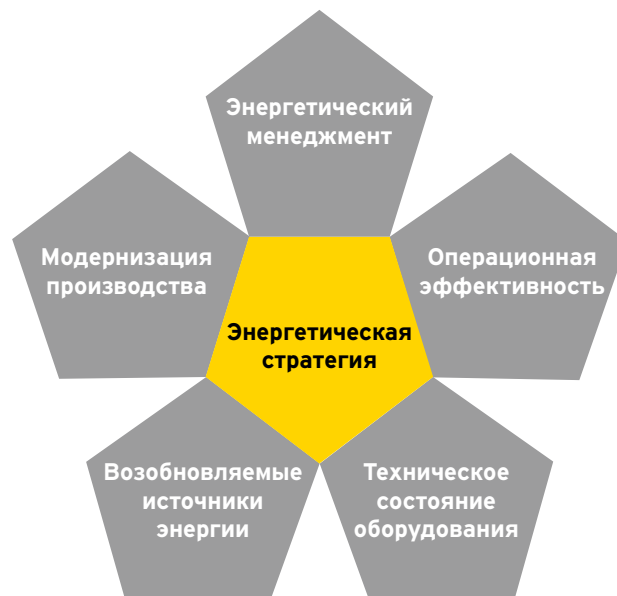 Энергетический
менеджмент
Модернизация
производства
Операционная
эффективность
Энергетическая
стратегия
Возобновляемые
источники
энергии
Техническое
состояние
оборудования